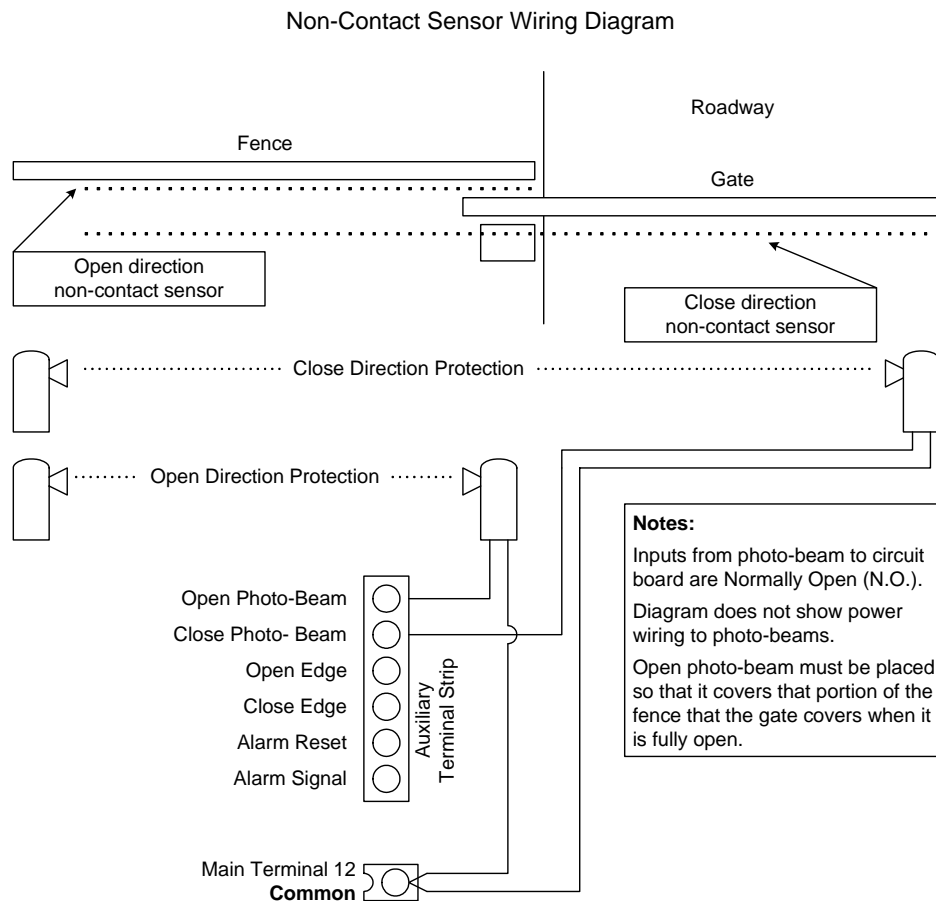 Non-Contact Sensor Wiring Diagram
Roadway
Fence
Gate
Open direction
non-contact sensor
Close direction
non-contact sensor
Close Direction Protection
Open Direction Protection
Notes:
Inputs from photo-beam to circuit
board are Normally Open (N.O.).
Diagram does not show power
wiring to photo-beams.
Open photo-beam must be placed
so that it covers that portion of the
fence that the gate covers when it
is fully open.
Open Photo-Beam
Close Photo- Beam
Open Edge
Close Edge
Alarm Reset
Alarm Signal
Auxiliary
Terminal Strip
Main Terminal 12
Common